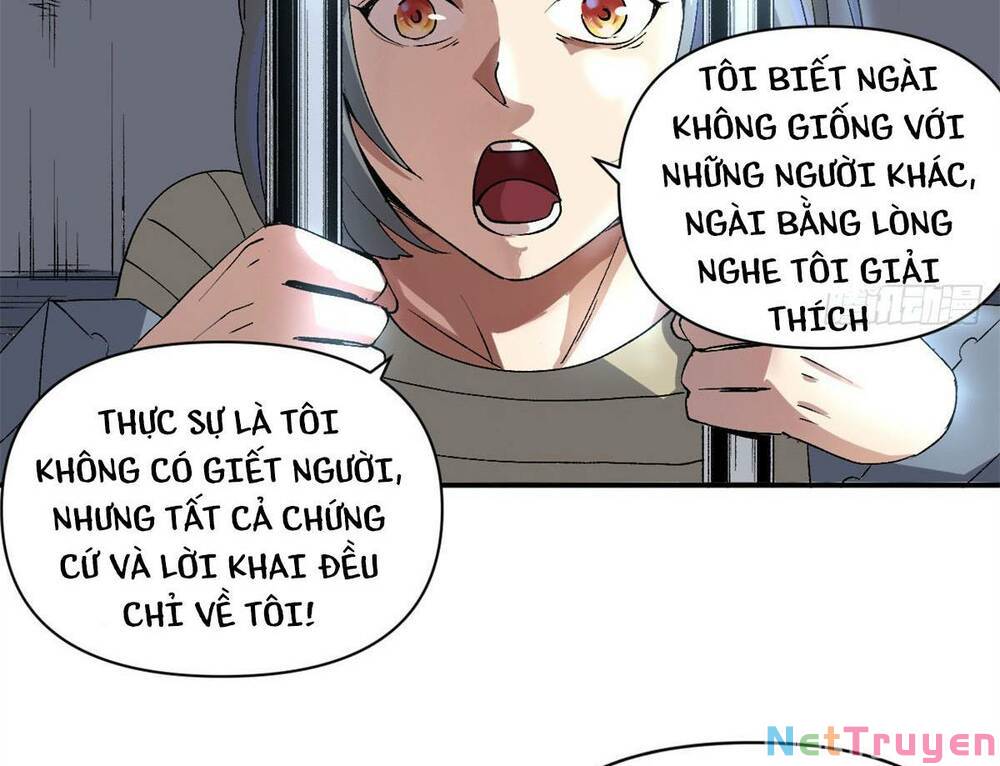 TÔI BIẾT NGÀI
KHÔNG GIỐNG VỚI
NHỮNG NGƯỜI KHÁC,
NGÀI BẰNG LÒNG
NGHE TÔI GIẢI
THÍCH
THỰC SỰ LÀ TÔI
KHÔNG CÓ GIẾT NGƯỜI,
NHƯNG TẤT CẢ CHỨNG
CỨ VÀ LỜI KHAI ĐỀU
CHỈ VỀ TÔI!
NetTruyen